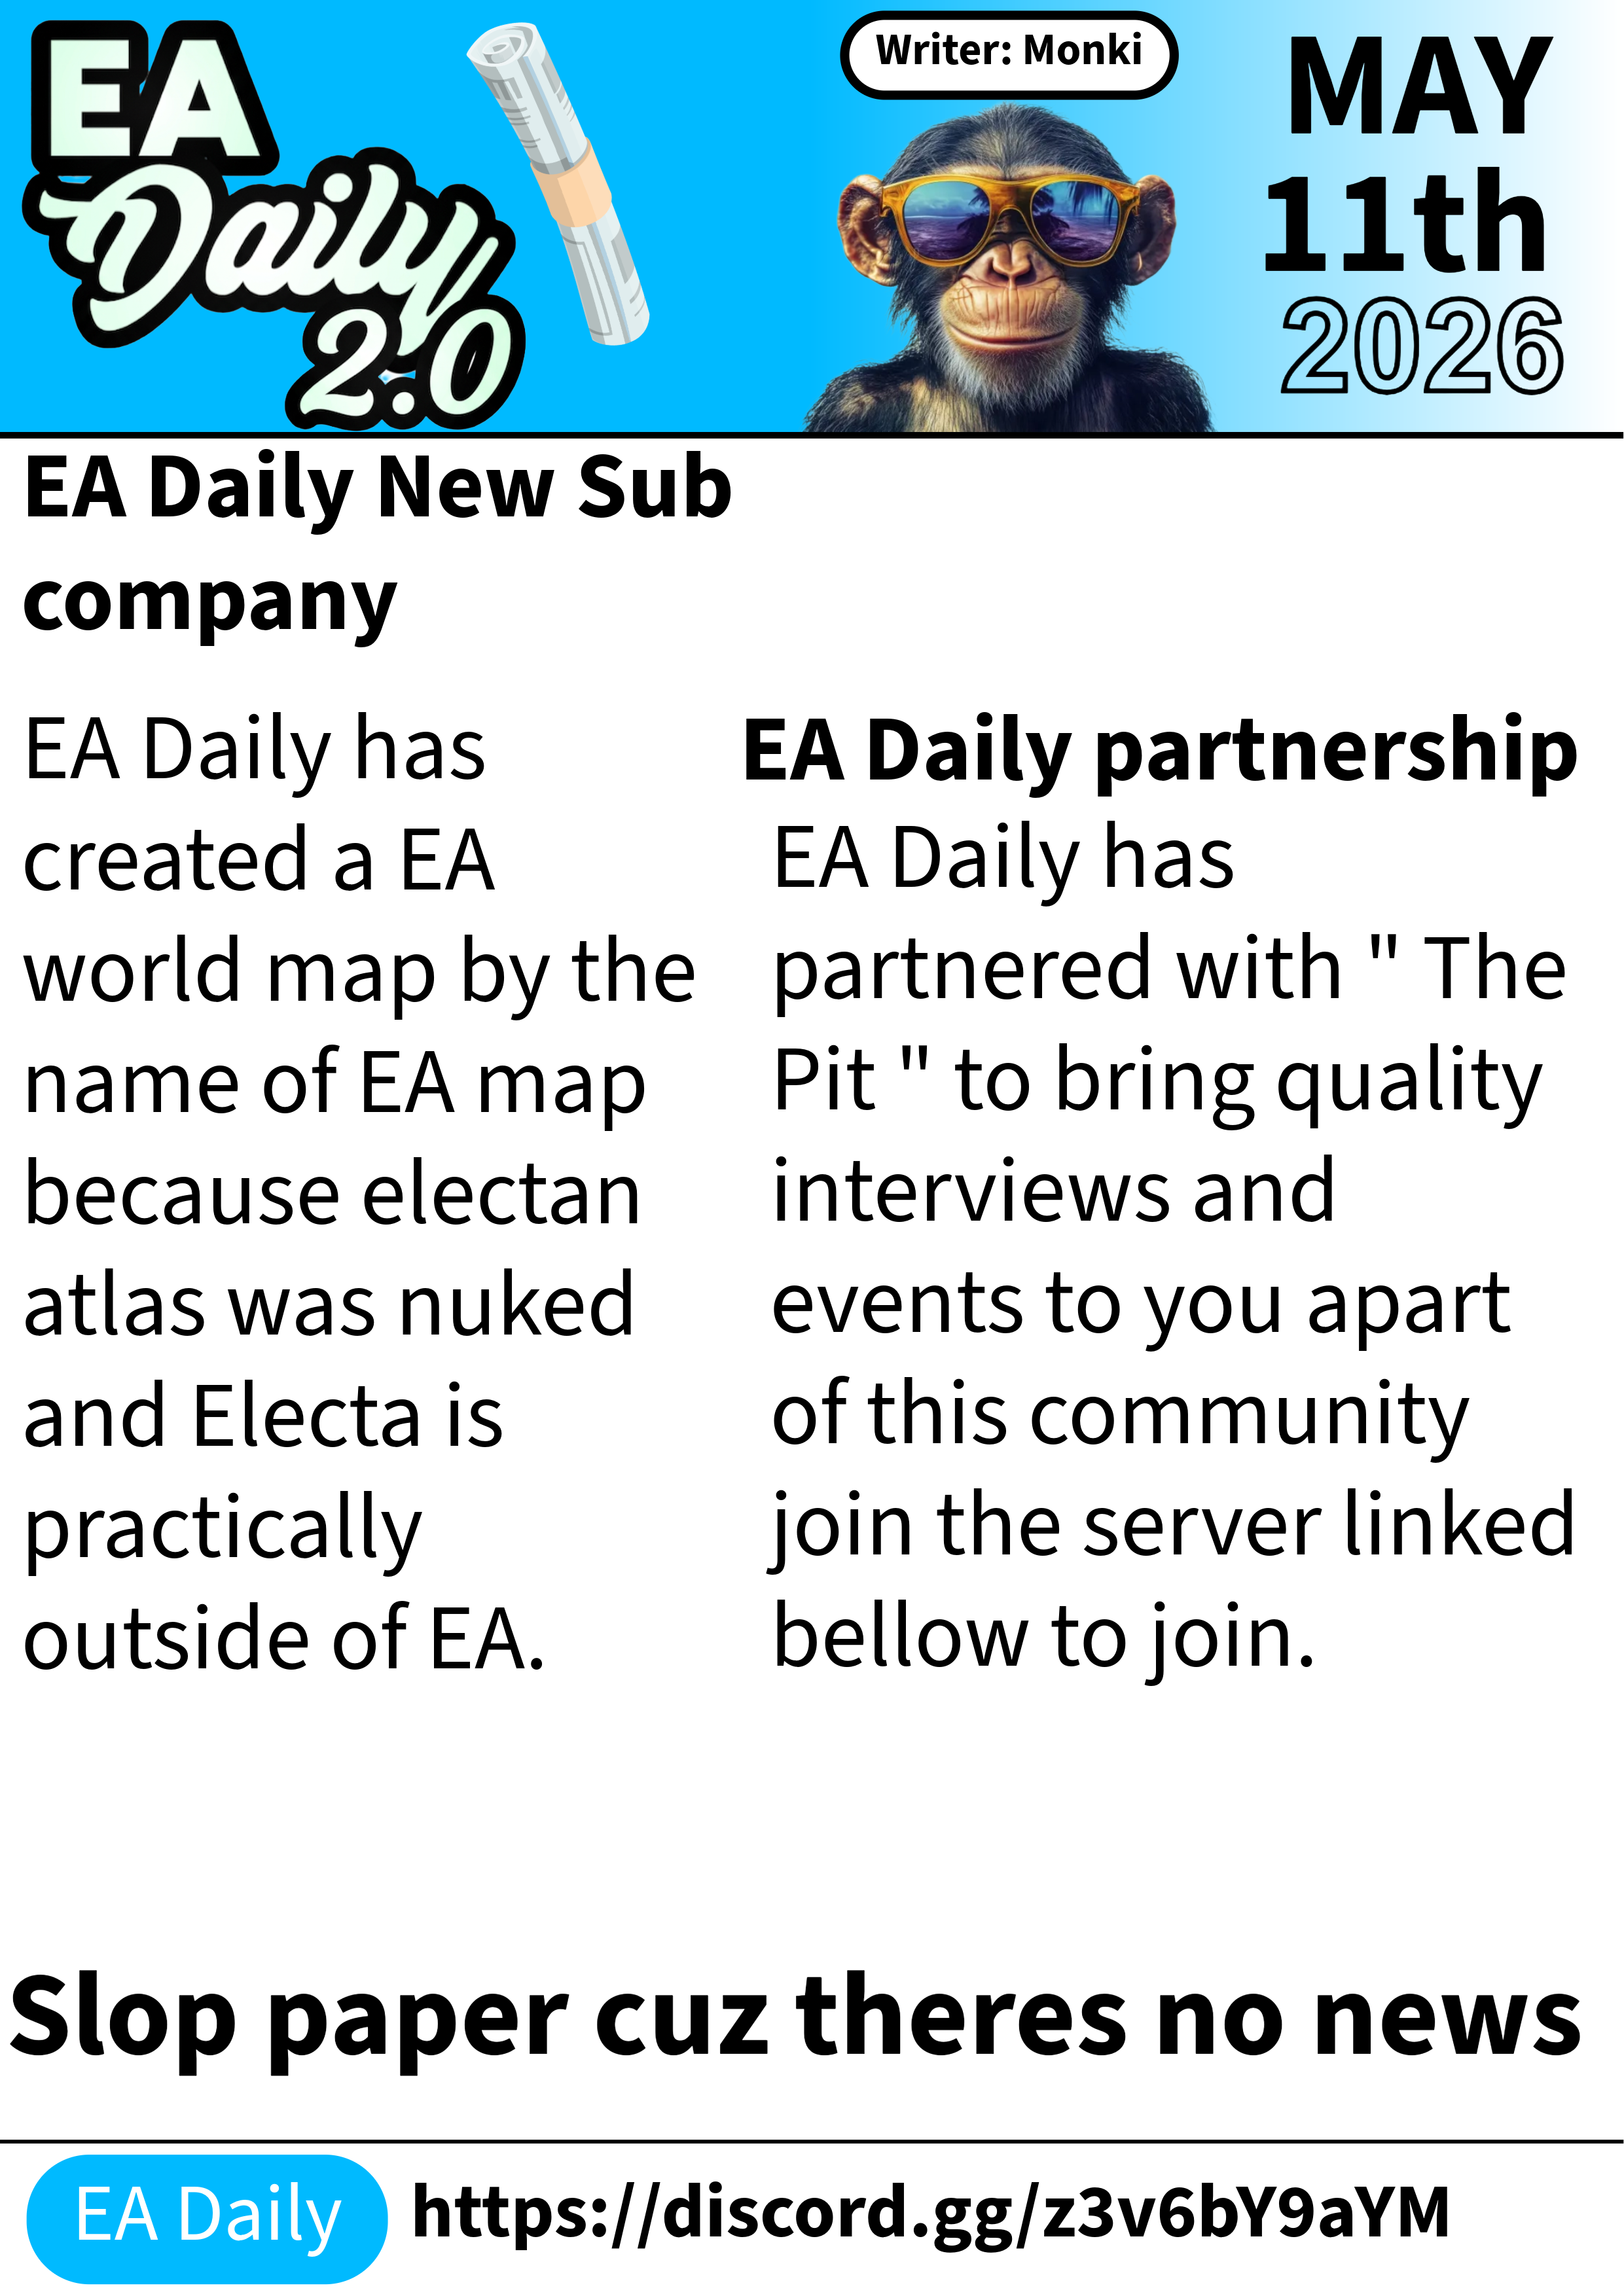 EA
Daily
2.0
Writer: Monki
MAY
11th
2026
EA Daily New Sub
company
EA Daily has
created a EA
world map by the
name of EA map
because electan
atlas was nuked
and Electa is
practically
outside of EA.
EA Daily partnership
EA Daily has
partnered with " The
Pit " to bring quality
interviews and
events to you apart
of this community
join the server linked
bellow to join.
Slop paper cuz theres no news
EA Daily
https://discord.gg/z3v6bY9aYM